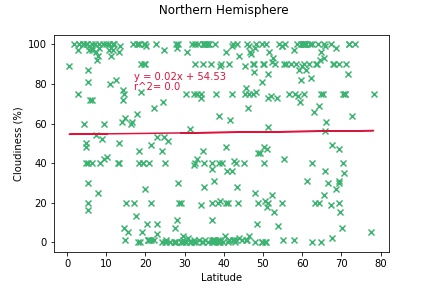 Northern Hemisphere
100
80
60
40
20
0
Cloudiness (%)
y = 0.02x + 54.53
r^2= 0.0
0 10 20 30 40 50 60 70 80
Latitude